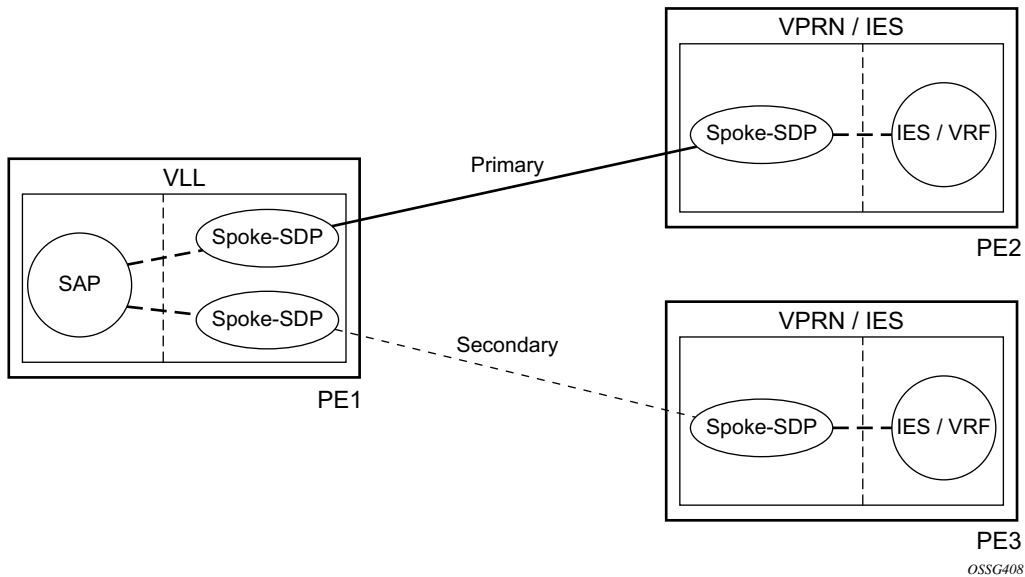 VPRN / IES
Spoke-SDP
IES / VRF
PE2
Primary
VLL
SAP
Spoke-SDP
Spoke-SDP
PE1
Secondary
VPRN / IES
Spoke-SDP
IES / VRF
PE3
OSSG408